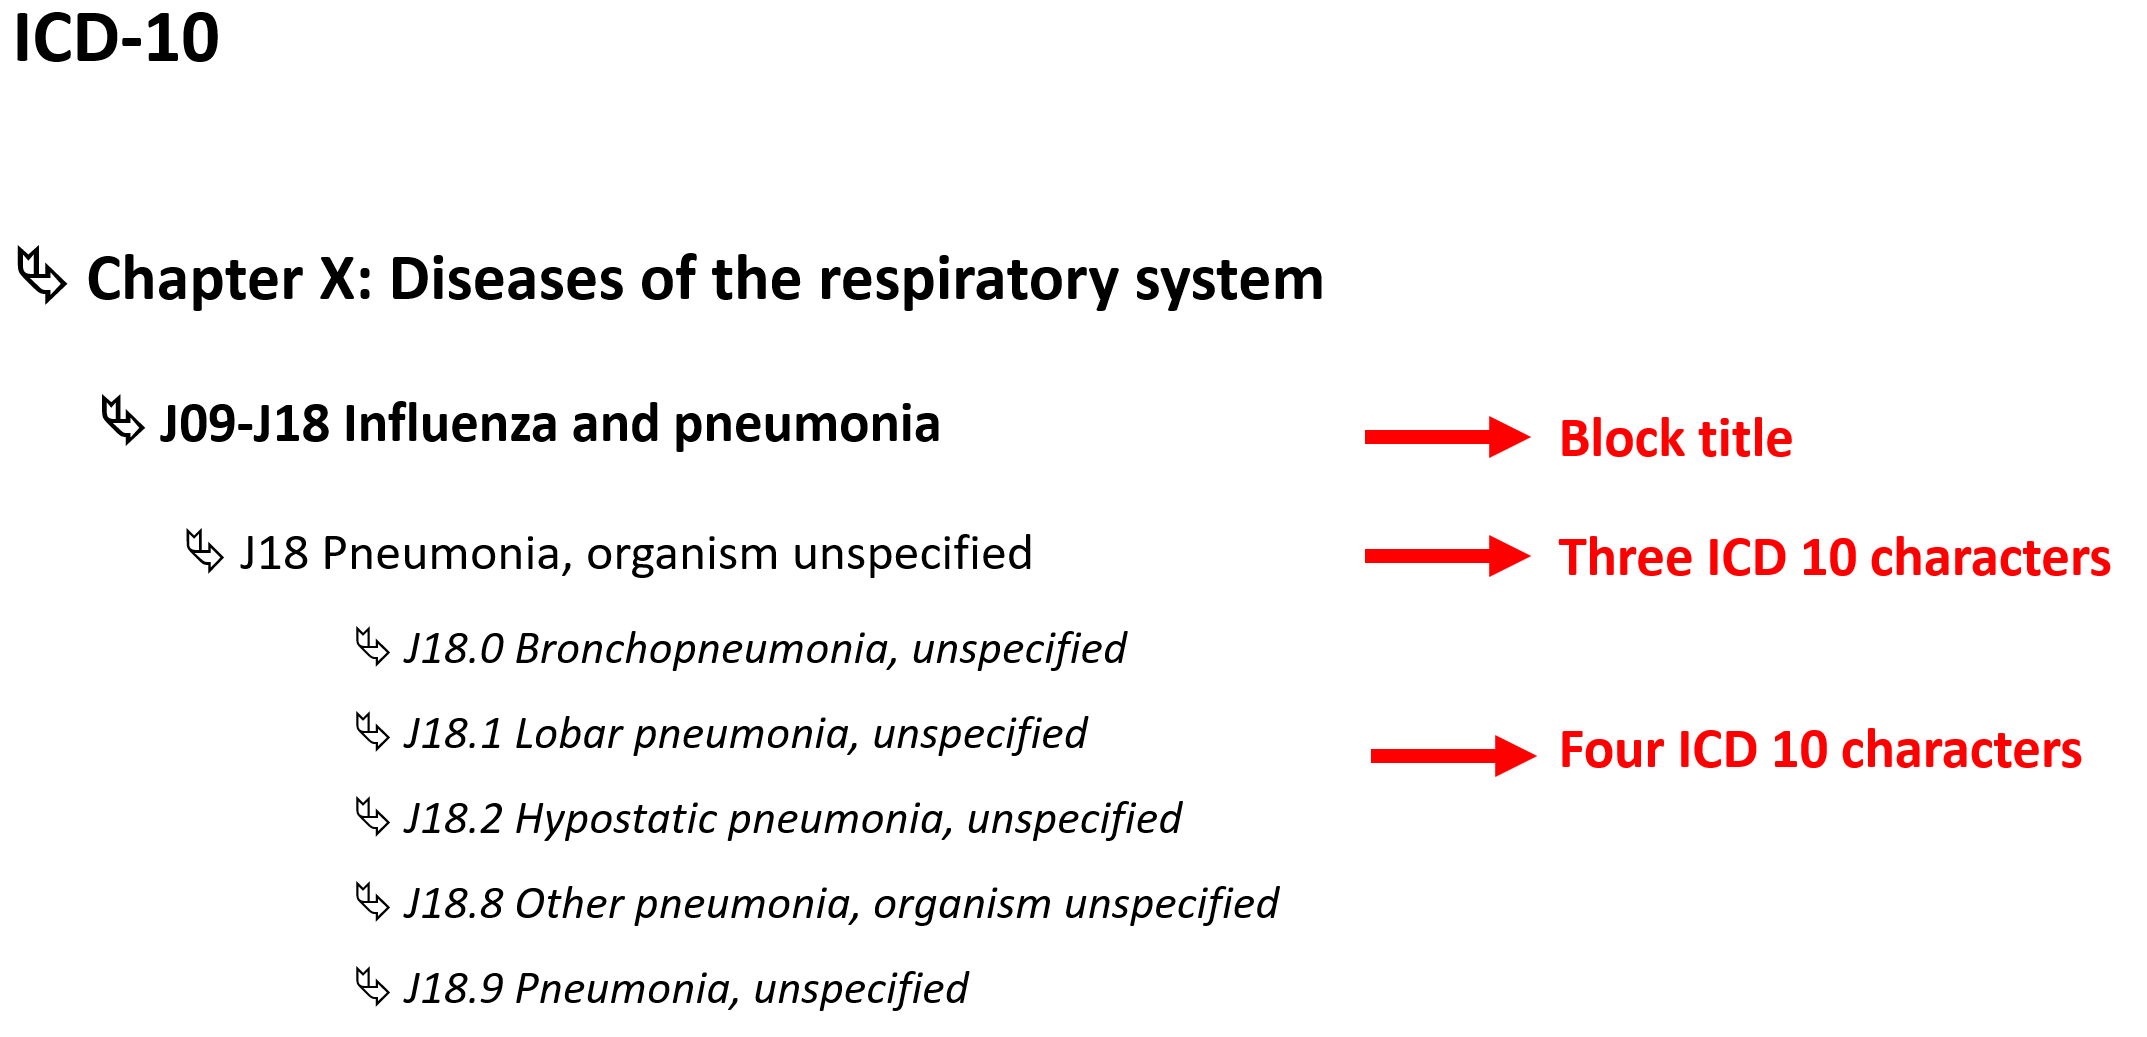 ICD-10
Chapter X: Diseases of the respiratory system
J09-J18 Influenza and pneumonia
Block title
J18 Pneumonia, organism unspecified
Three ICD 10 characters
J18.0 Bronchopneumonia, unspecified
J18.1 Lobar pneumonia, unspecified
Four ICD 10 characters
J18.2 Hypostatic pneumonia, unspecified
J18.8 Other pneumonia, organism unspecified
J18.9 Pneumonia, unspecified